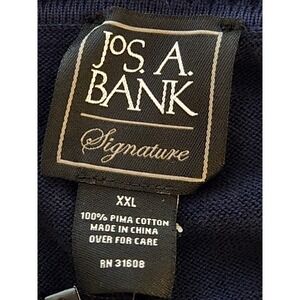 JoS. A.
BANK
Signature
XXL
100% PIMA COTTON
MADE IN CHINA
OVER FOR CARE
RN 31608